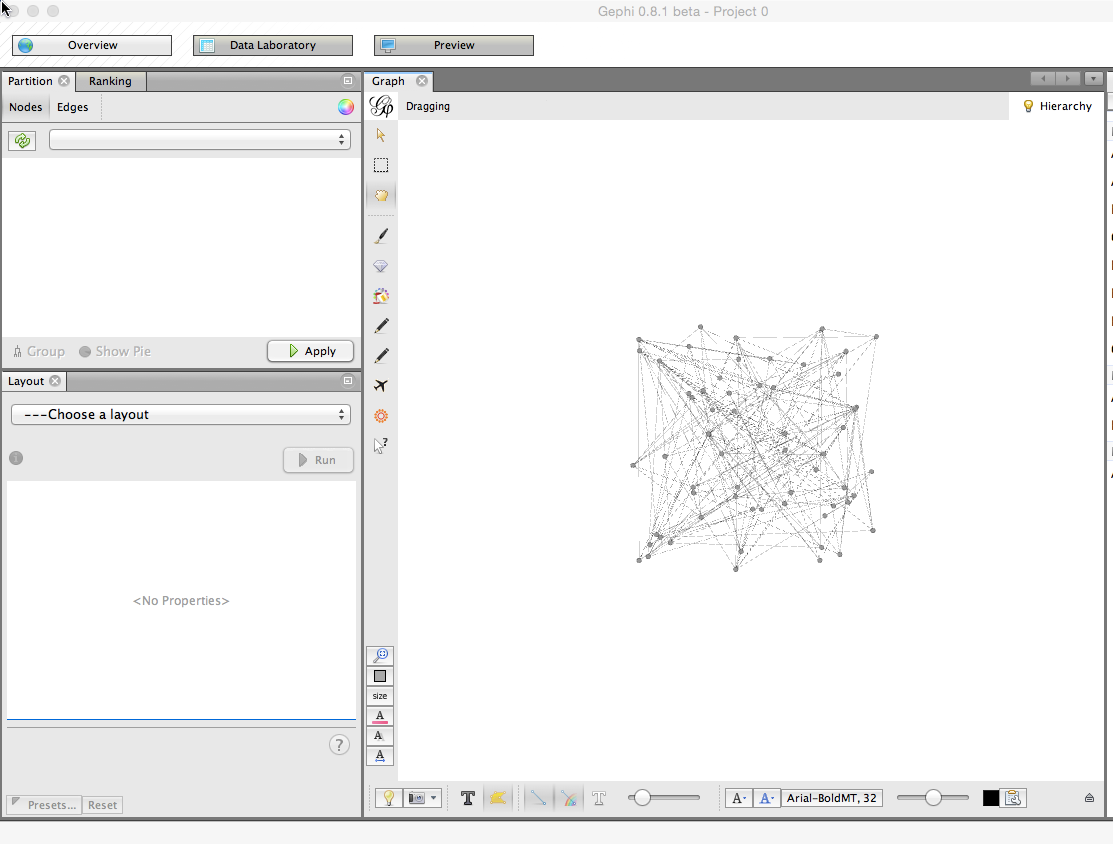 Gephi 0.8.1 beta - Project 0
Overview
Data Laboratory
Preview
Partition
Ranking
Graph
Nodes
Edges
Dragging
Hierarchy
Group
Show Pie
Apply
Layout
---Choose a layout
Run
<No Properties>
size
A
A
A
?
Presets...
Reset
T
T
A
A
Arial-BoldMT, 32